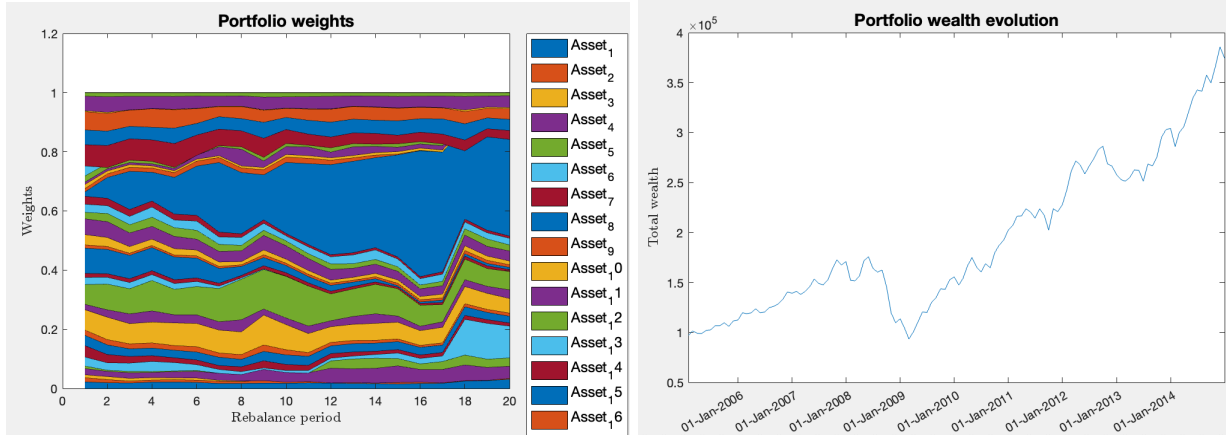 Portfolio weights
1.2
1
0.8
0.6
0.4
0.2
0
Weights
0 2 4 6 8 10 12 14 16 18 20
Rebalance period
Asset₁
Asset₂
Asset₃
Asset₄
Asset₅
Asset₆
Asset₇
Asset₈
Asset₉
Asset₁0
Asset₁1
Asset₁2
Asset₁3
Asset₁4
Asset₁5
Asset₁6
Portfolio wealth evolution
×10⁵
4
3.5
3
2.5
2
1.5
1
0.5
Total wealth
01-Jan-2006
01-Jan-2007
01-Jan-2008
01-Jan-2009
01-Jan-2010
01-Jan-2011
01-Jan-2012
01-Jan-2013
01-Jan-2014